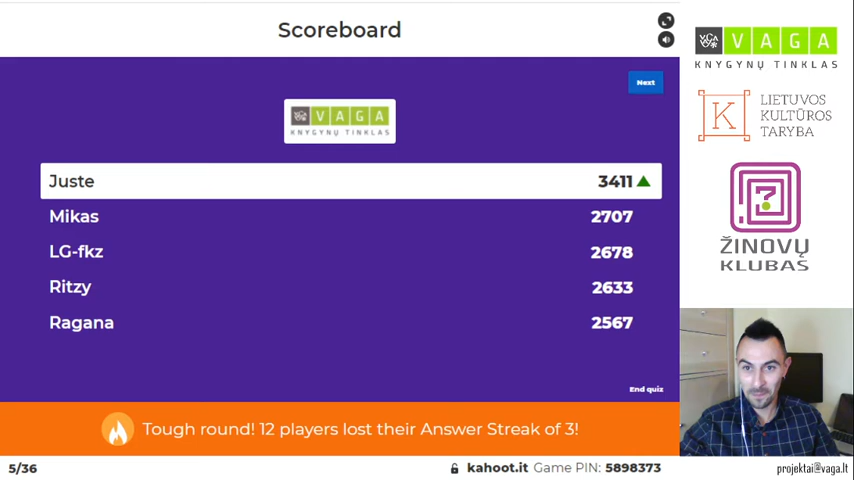 Scoreboard
Next
VAGA
KNYGYNŲ TINKLAS
Juste 3411
Mikas 2707
LG-fkz 2678
Ritzy 2633
Ragana 2567
End quiz
Tough round! 12 players lost their Answer Streak of 3!
5/36
kahoot.it Game PIN: 5898373
VAGA
KNYGYNŲ TINKLAS
K
LIETUVOS
KULTŪROS
TARYBA
?
ŽINOVŲ
KLUBAS
projektai@vaga.lt